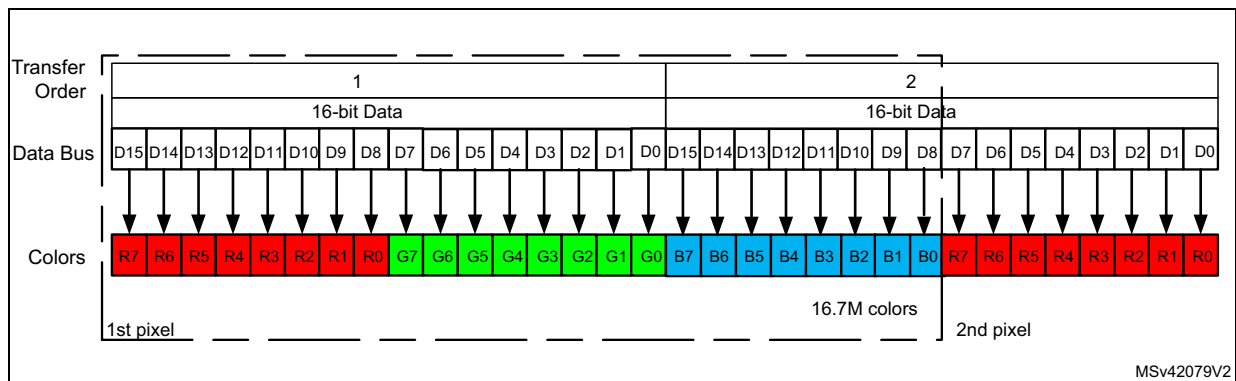 Transfer Order 1 2
16-bit Data 16-bit Data
Data Bus D15 D14 D13 D12 D11 D10 D9 D8 D7 D6 D5 D4 D3 D2 D1 D0 D15 D14 D13 D12 D11 D10 D9 D8 D7 D6 D5 D4 D3 D2 D1 D0
Colors R7 R6 R5 R4 R3 R2 R1 R0 G7 G6 G5 G4 G3 G2 G1 G0 B7 B6 B5 B4 B3 B2 B1 B0 R7 R6 R5 R4 R3 R2 R1 R0
16.7M colors
1st pixel 2nd pixel
MSv42079V2